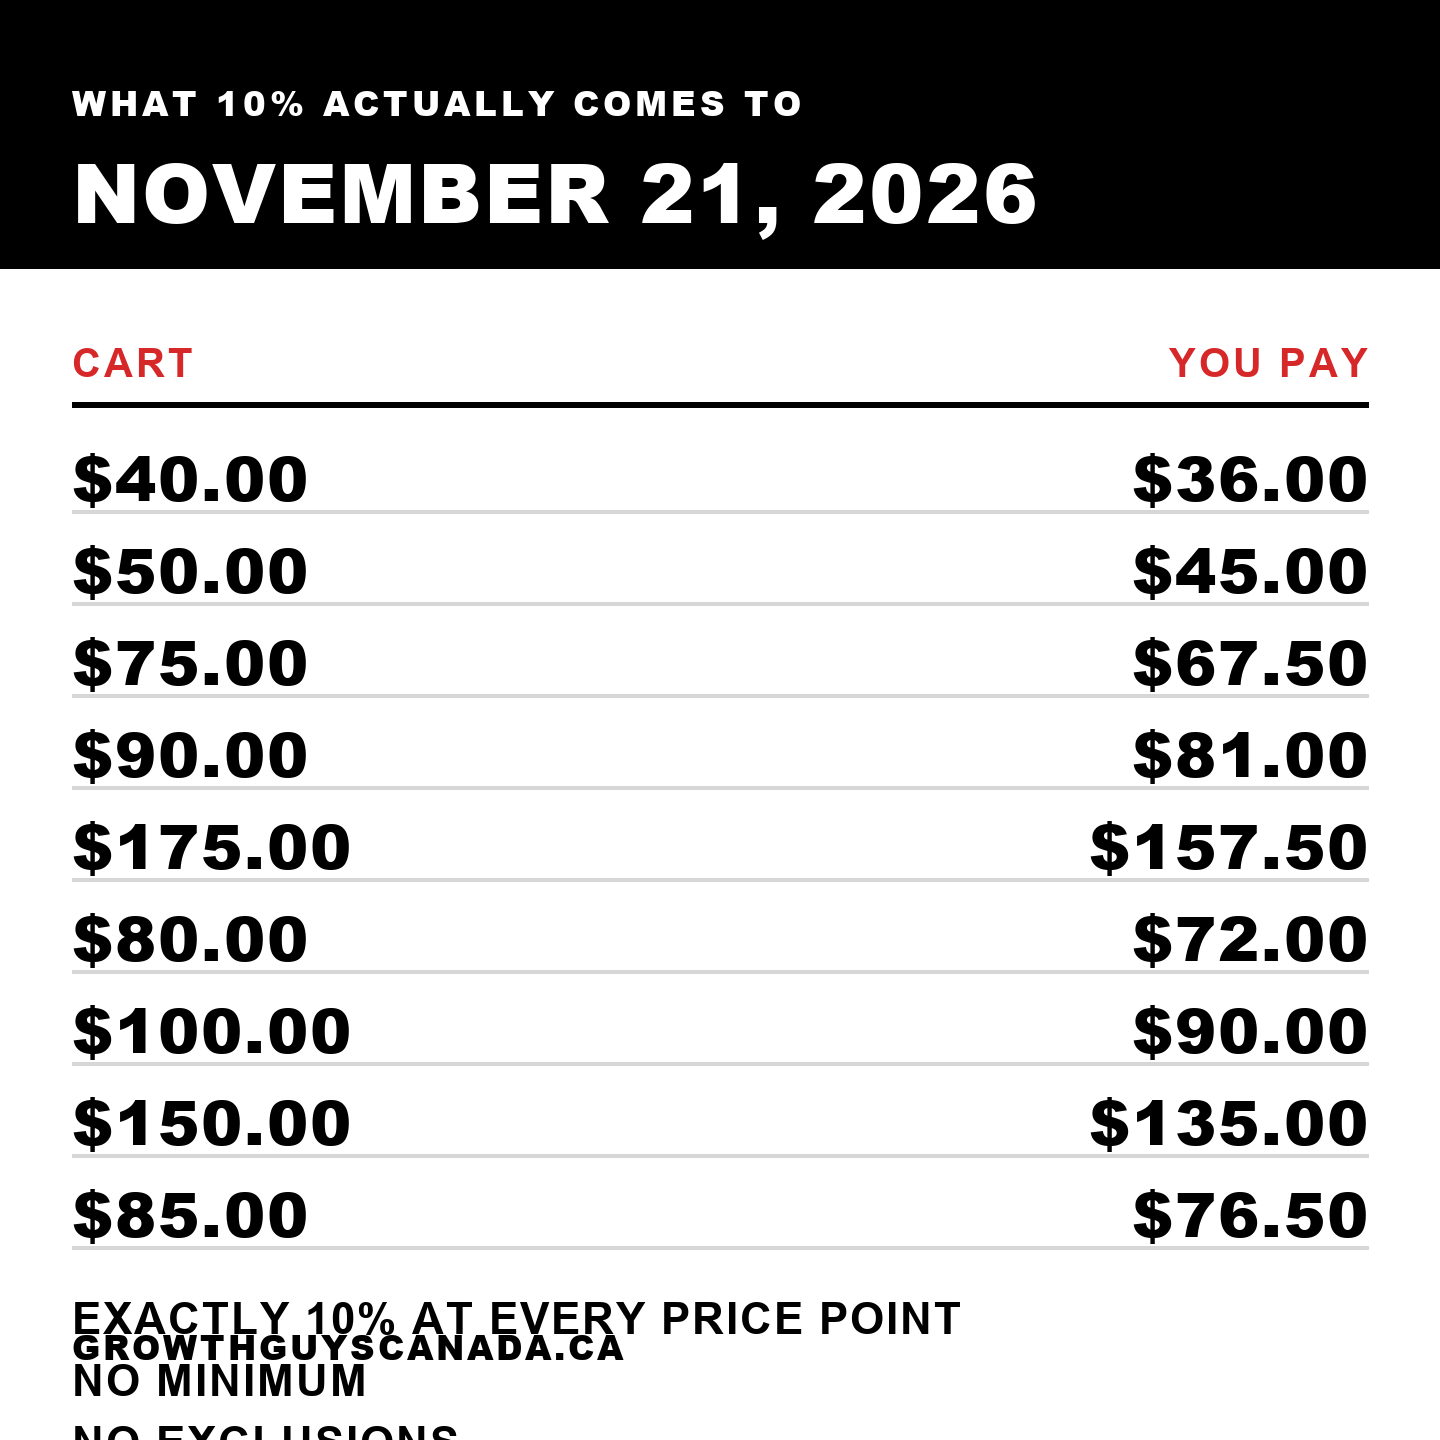 WHAT 10% ACTUALLY COMES TO
NOVEMBER 21, 2026
CART YOU PAY
$40.00 $36.00
$50.00 $45.00
$75.00 $67.50
$90.00 $81.00
$175.00 $157.50
$80.00 $72.00
$100.00 $90.00
$150.00 $135.00
$85.00 $76.50
EXACTLY 10% AT EVERY PRICE POINT
GROWTHGUYSCANADA.CA
NO MINIMUM
NO EXCLUSIONS